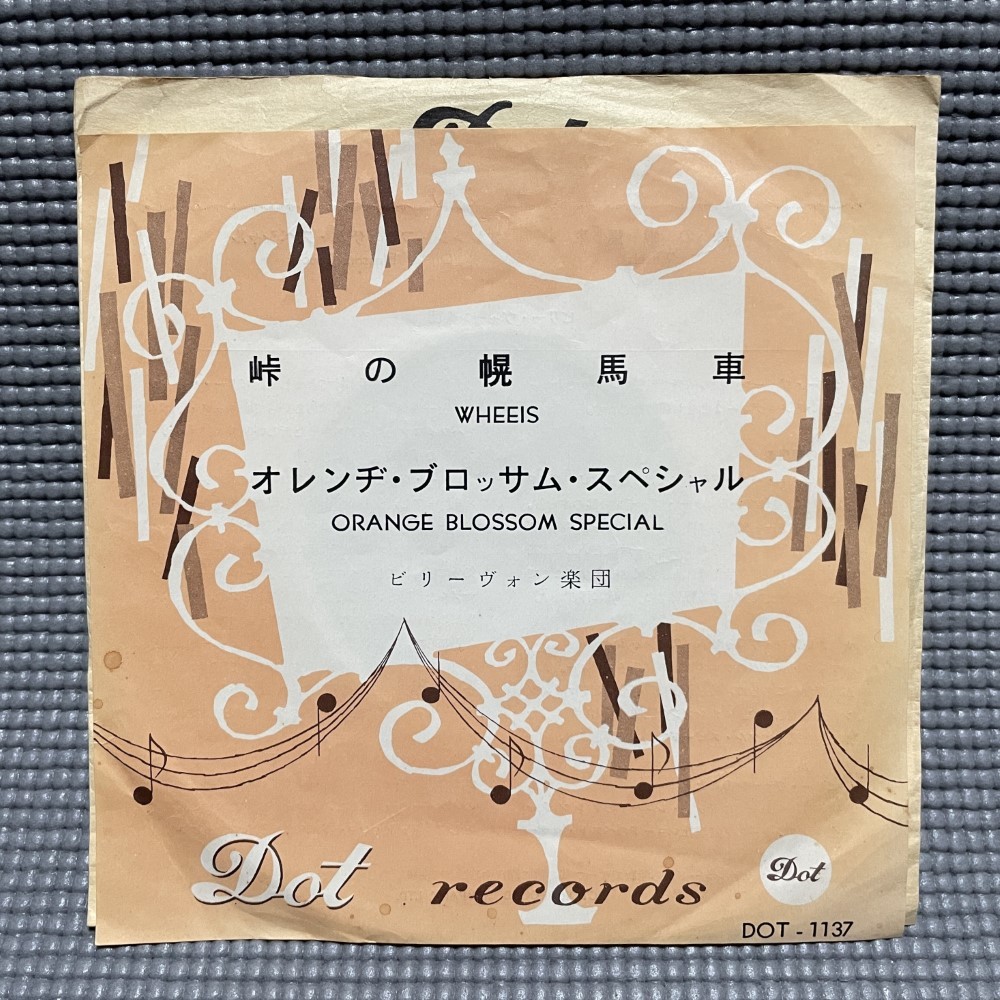 峠の幌馬車
WHEEIS
オレンヂ・ブロッサム・スペシャル
ORANGE BLOSSOM SPECIAL
ビリーヴォン楽団
Dot records
Dot
DOT - 1137